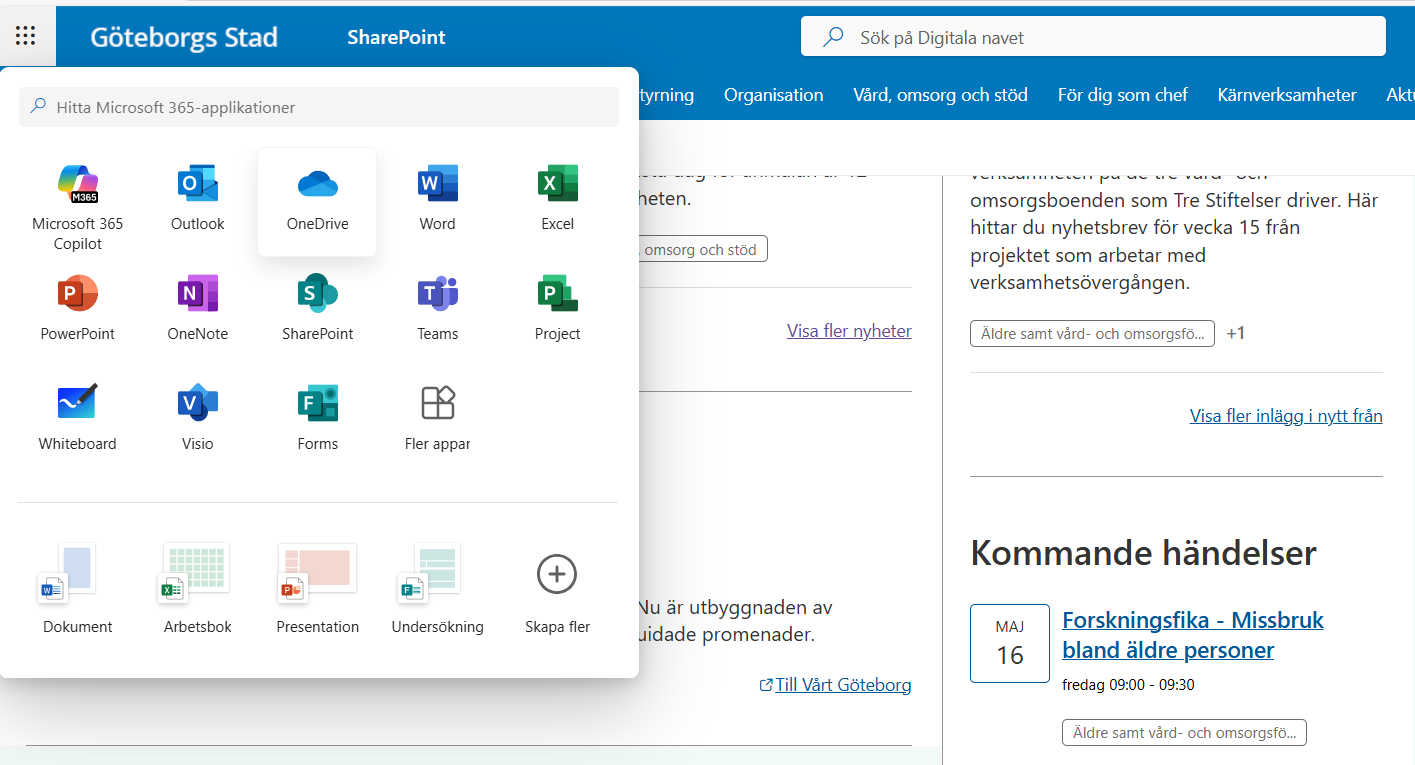 Göteborgs Stad
SharePoint
Sök på Digitala navet
tyrning
Organisation
Vård, omsorg och stöd
För dig som chef
Kärnverksamheter
Hitta Microsoft 365-applikationer
M365
Microsoft 365
Copilot
Outlook
OneDrive
Word
Excel
PowerPoint
OneNote
SharePoint
Teams
Project
Whiteboard
Visio
Forms
Fler appar
Dokument
Arbetsbok
Presentation
Undersökning
Skapa fler
heten.
, omsorg och stöd
Visa fler nyheter
Nu är utbyggnaden av
uidade promenader.
Till Vårt Göteborg
verksamheten på de tre vård- och
omsorgsboenden som Tre Stiftelser driver. Här
hittar du nyhetsbrev för vecka 15 från
projektet som arbetar med
verksamhetsövergången.
Äldre samt vård- och omsorgsfö... +1
Visa fler inlägg i nytt från
Kommande händelser
MAJ
16
Forskningsfika - Missbruk
bland äldre personer
fredag 09:00 - 09:30
Äldre samt vård- och omsorgsfö...